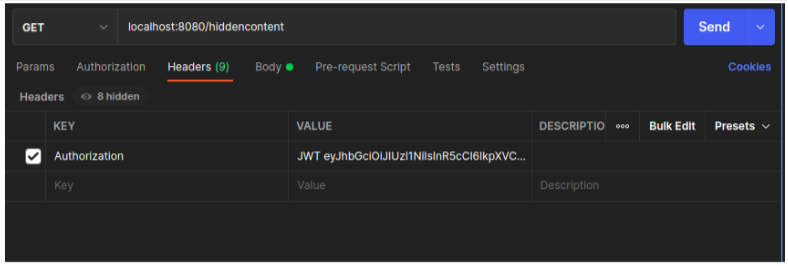 GET localhost:8080/hiddencontent Send
Params Authorization Headers (9) Body Pre-request Script Tests Settings Cookies
Headers 8 hidden
KEY VALUE DESCRIPTIO ooo Bulk Edit Presets
Authorization JWT eyJhbGciOiJIUzI1NiIsInR5cCI6IkpXVC...
Key Value Description